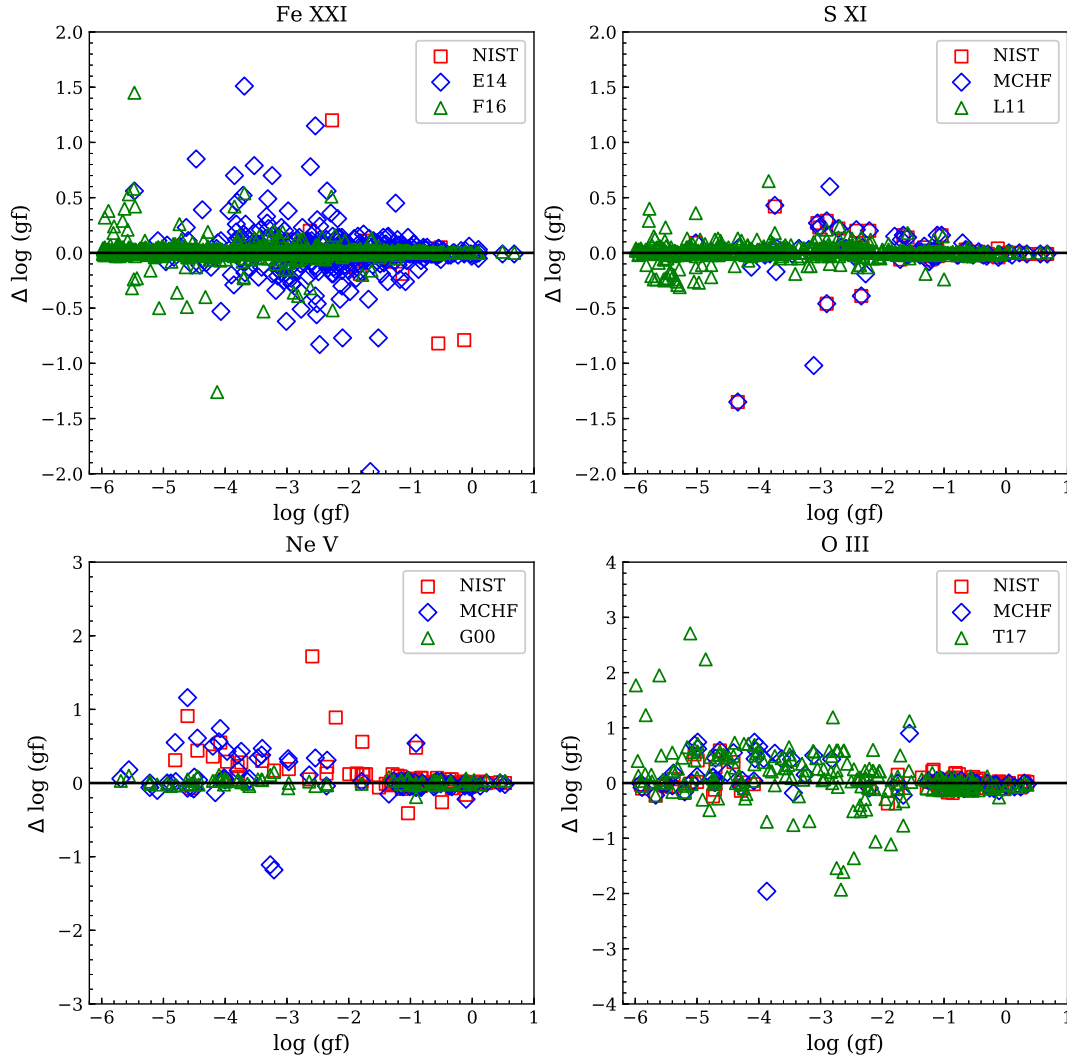 Fe XXI
2.0
1.5
1.0
0.5
0.0
−0.5
−1.0
−1.5
−2.0
Δ log (gf)
NIST
E14
F16
−6 −5 −4 −3 −2 −1 0 1
log (gf)
S XI
2.0
1.5
1.0
0.5
0.0
−0.5
−1.0
−1.5
−2.0
Δ log (gf)
NIST
MCHF
L11
−6 −5 −4 −3 −2 −1 0 1
log (gf)
Ne V
3
2
1
0
−1
−2
−3
Δ log (gf)
NIST
MCHF
G00
−6 −5 −4 −3 −2 −1 0 1
log (gf)
O III
4
3
2
1
0
−1
−2
−3
−4
Δ log (gf)
NIST
MCHF
T17
−6 −5 −4 −3 −2 −1 0 1
log (gf)